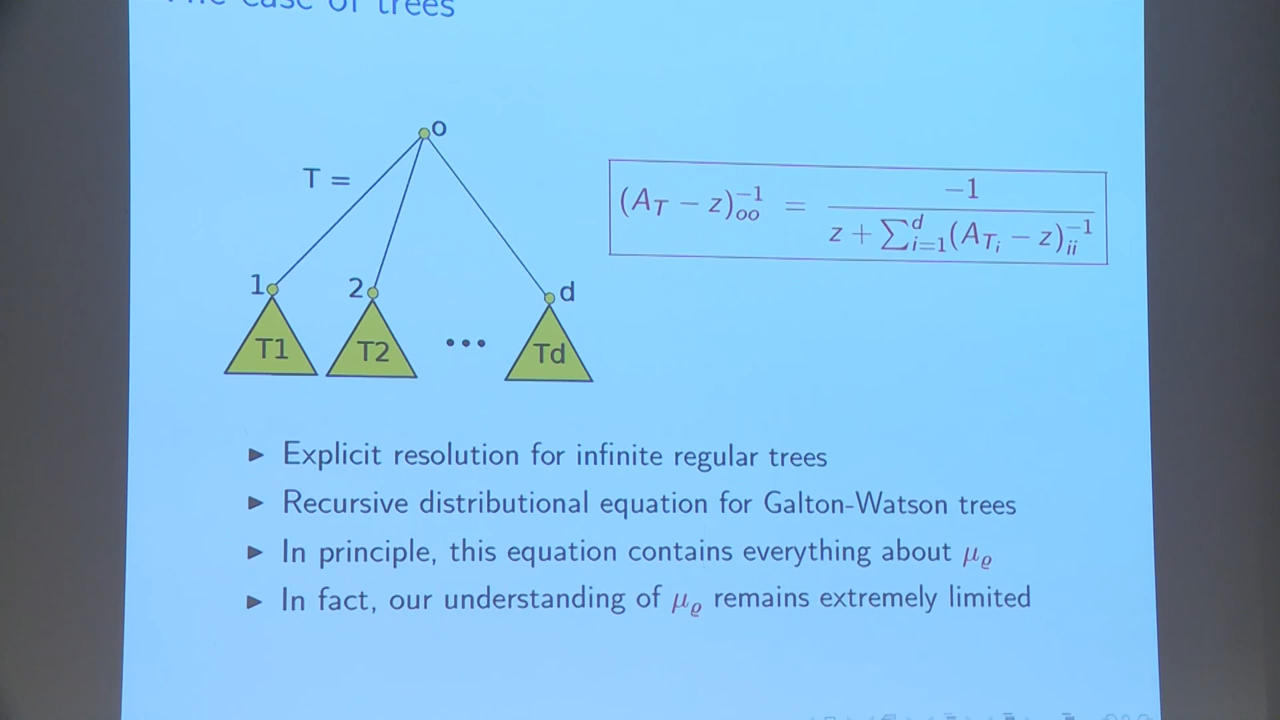 The case of trees
o
T =
(A_T − z)_{oo}^{−1} = \frac{−1}{z + \sum_{i=1}^{d} (A_{T_i} − z)_{ii}^{−1}}
1 2 d
T1 T2 ••• Td
▶ Explicit resolution for infinite regular trees
▶ Recursive distributional equation for Galton-Watson trees
▶ In principle, this equation contains everything about μ_ϱ
▶ In fact, our understanding of μ_ϱ remains extremely limited